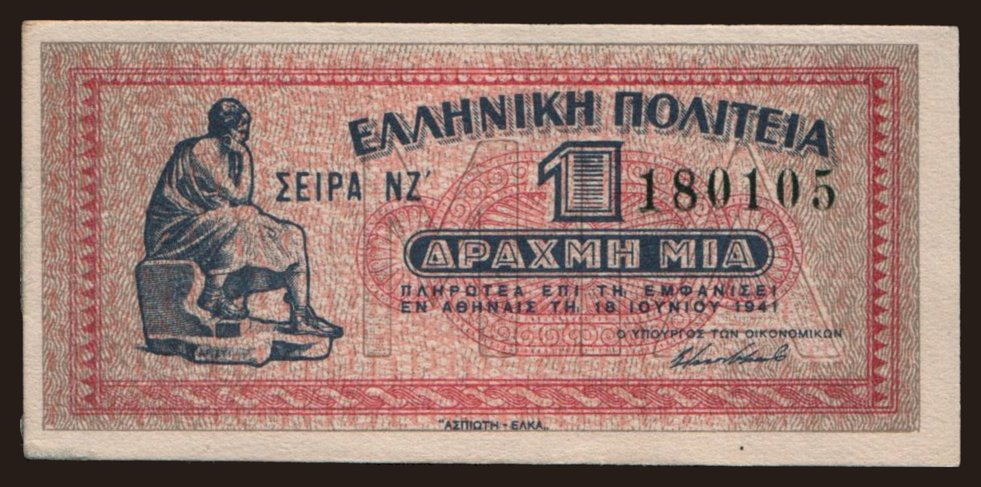 ΕΛΛΗΝΙΚΗ ΠΟΛΙΤΕΙΑ
ΣΕΙΡΑ ΝΖ' 1 180105
ΔΡΑΧΜΗ ΜΙΑ
ΠΛΗΡΩΤΕΑ ΕΠΙ ΤΗ ΕΜΦΑΝΙΣΕΙ
ΕΝ ΑΘΗΝΑΙΣ ΤΗ, 18 ΙΟΥΝΙΟΥ 1941
Ο ΥΠΟΥΡΓΟΣ ΤΩΝ ΟΙΚΟΝΟΜΙΚΩΝ
"ΑΣΠΙΩΤΗ - ΕΛΚΑ„